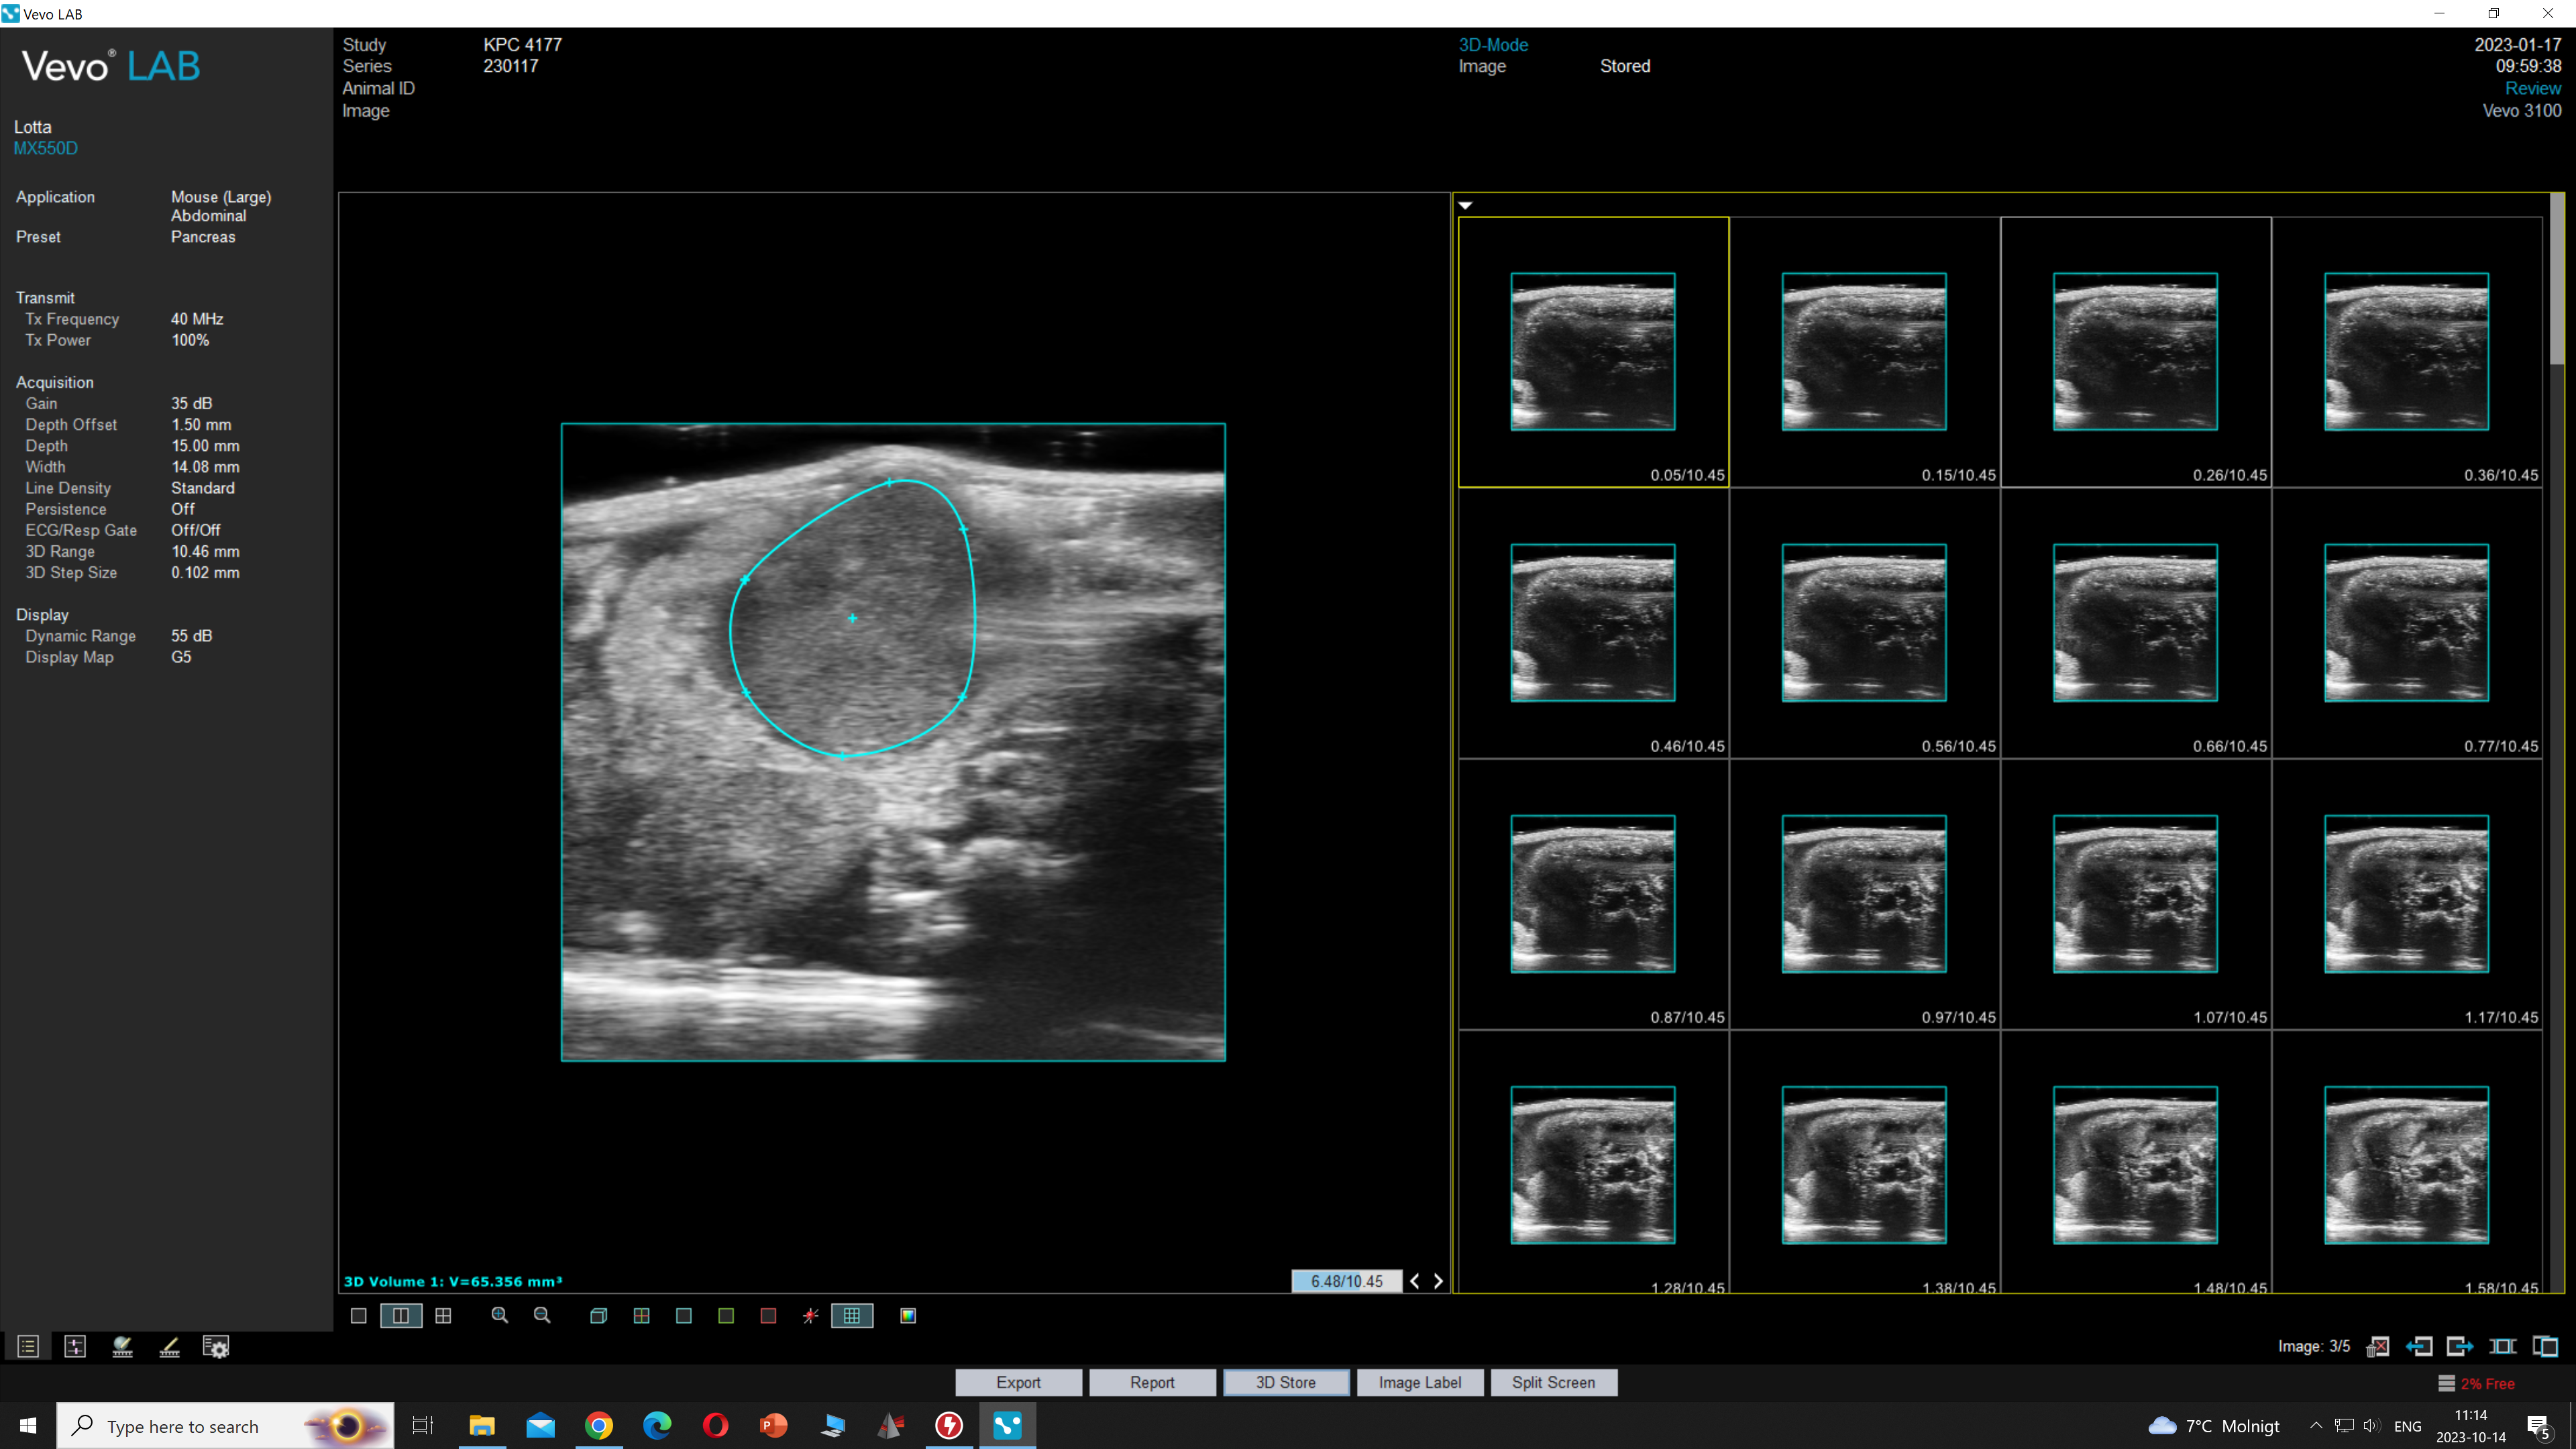 Vevo LAB
Vevo® LAB
Lotta
MX550D
Application Mouse (Large)
Abdominal
Preset Pancreas
Transmit
Tx Frequency 40 MHz
Tx Power 100%
Acquisition
Gain 35 dB
Depth Offset 1.50 mm
Depth 15.00 mm
Width 14.08 mm
Line Density Standard
Persistence Off
ECG/Resp Gate Off/Off
3D Range 10.46 mm
3D Step Size 0.102 mm
Display
Dynamic Range 55 dB
Display Map G5
Study KPC 4177
Series 230117
Animal ID
Image
3D-Mode
Image Stored
2023-01-17
09:59:38
Review
Vevo 3100
3D Volume 1: V=65.356 mm³
6.48/10.45
0.05/10.45 0.15/10.45 0.26/10.45 0.36/10.45
0.46/10.45 0.56/10.45 0.66/10.45 0.77/10.45
0.87/10.45 0.97/10.45 1.07/10.45 1.17/10.45
1.28/10.45 1.38/10.45 1.48/10.45 1.58/10.45
Image: 3/5
Export Report 3D Store Image Label Split Screen
2% Free
Type here to search
P
7°C Molnigt
ENG
11:14
2023-10-14
5